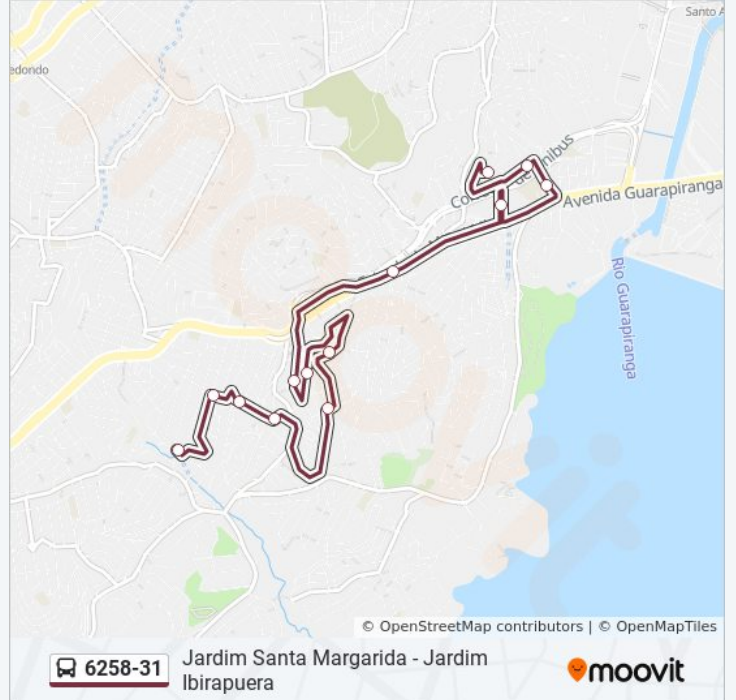 Santo A
edondo
Avenida Guarapiranga
Rio Guarapiranga
© OpenStreetMap contributors | © OpenMapTiles
6258-31
Jardim Santa Margarida - Jardim
Ibirapuera
moovit